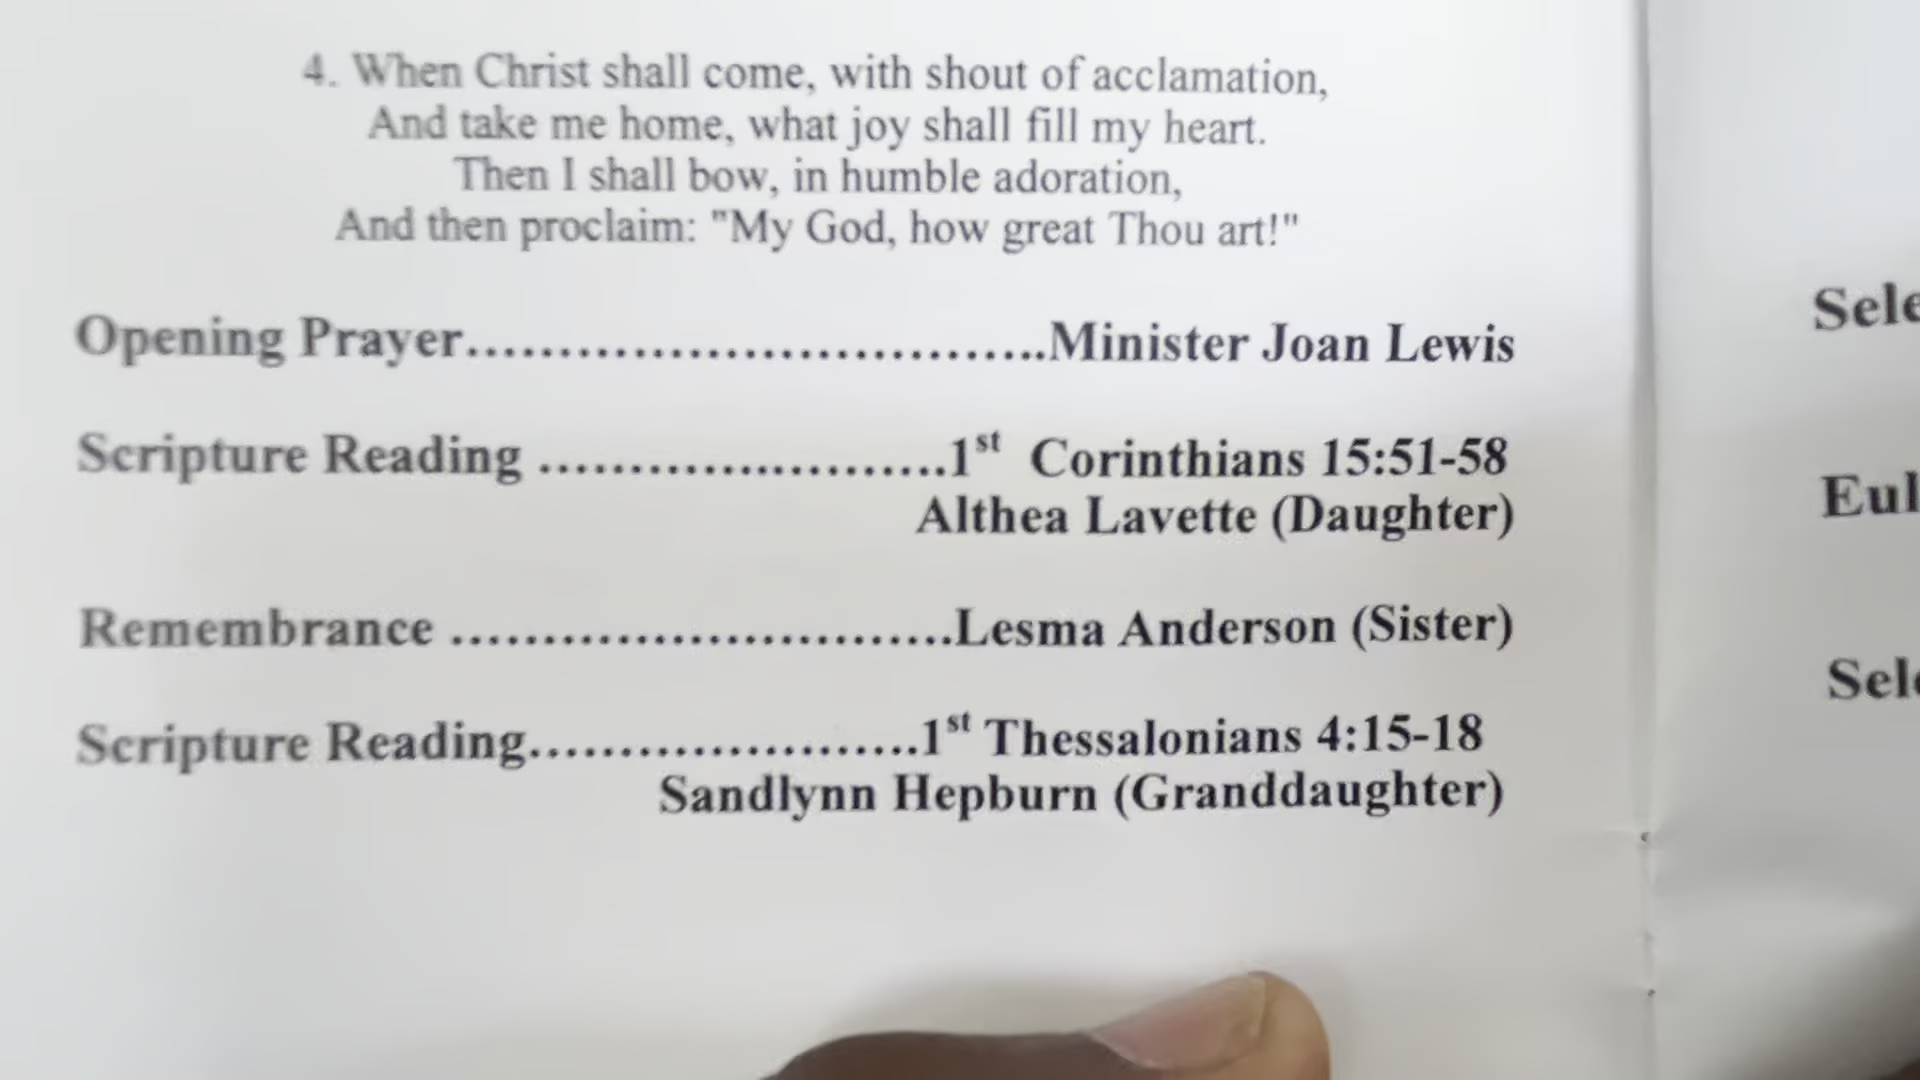 4. When Christ shall come, with shout of acclamation,
And take me home, what joy shall fill my heart.
Then I shall bow, in humble adoration,
And then proclaim: "My God, how great Thou art!"
Opening Prayer................................Minister Joan Lewis
Scripture Reading ...........................1st Corinthians 15:51-58
Althea Lavette (Daughter)
Remembrance .................................Lesma Anderson (Sister)
Scripture Reading..........................1st Thessalonians 4:15-18
Sandlynn Hepburn (Granddaughter)